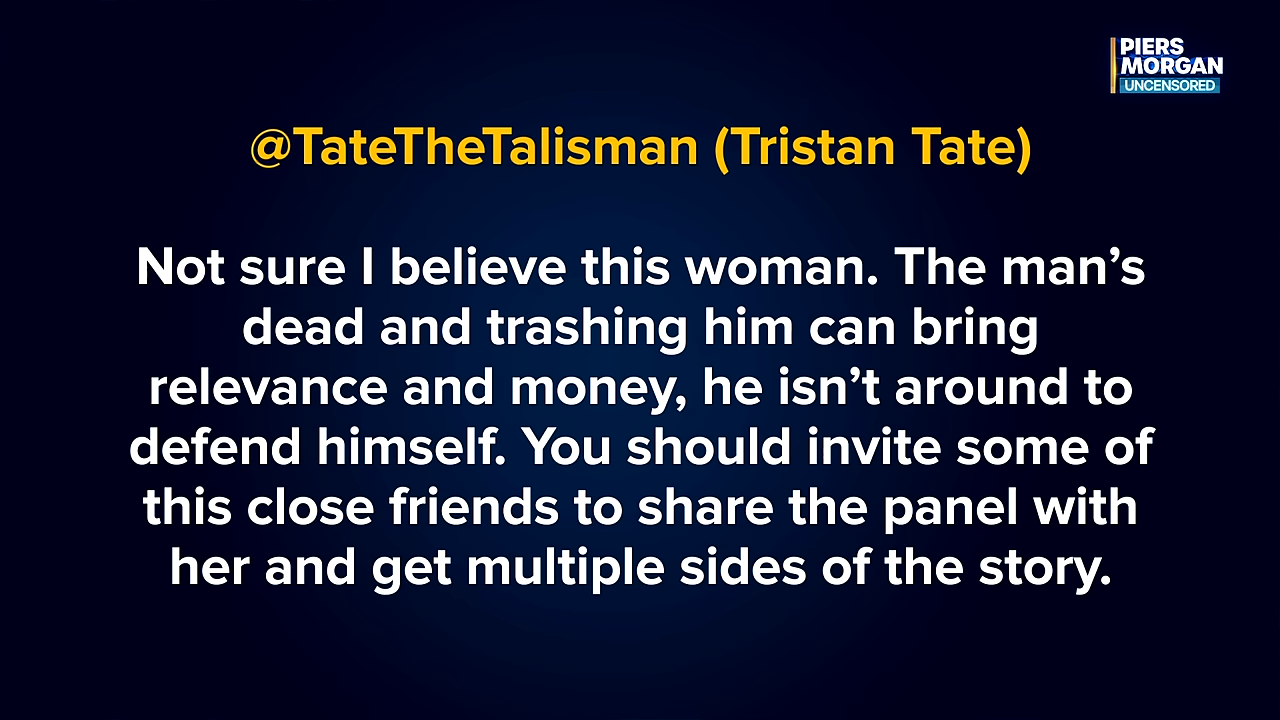 PIERS
MORGAN
UNCENSORED
@TateTheTalisman (Tristan Tate)
Not sure I believe this woman. The man’s
dead and trashing him can bring
relevance and money, he isn’t around to
defend himself. You should invite some of
this close friends to share the panel with
her and get multiple sides of the story.